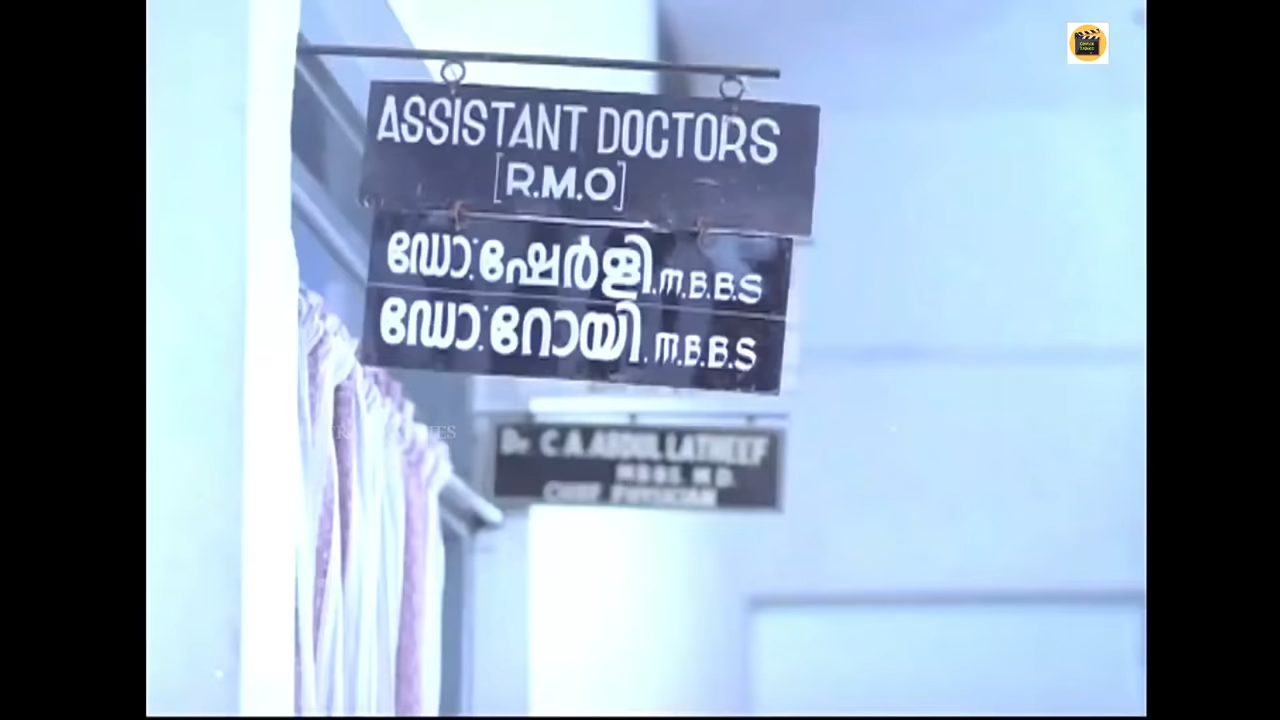 ASSISTANT DOCTORS
[R.M.O]
ഡോ:ഷേർളി.M.B.B.S
ഡോ:റോയി.M.B.B.S
Dr. C.A. ABDUL LATHEEF
M.B.B.S. M.D.
CHIEF PHYSICIAN